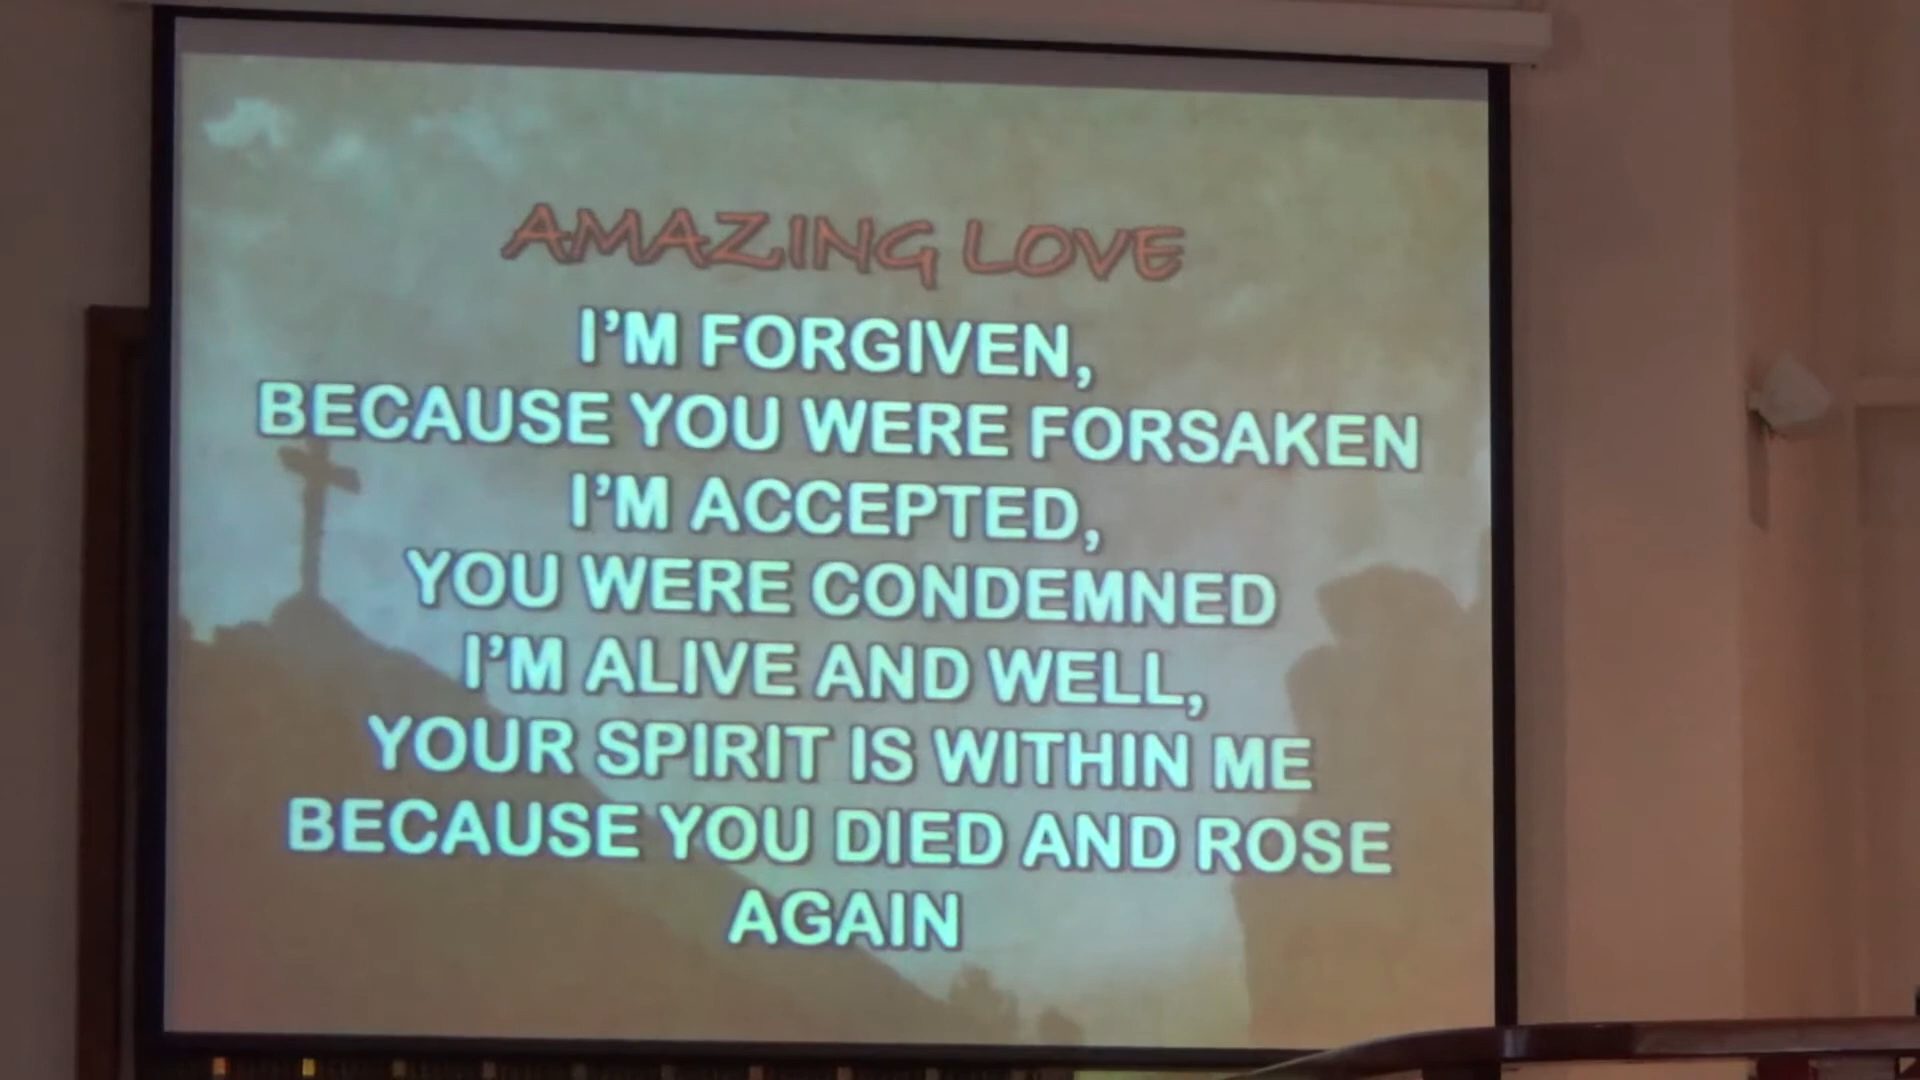 AMAZING LOVE
I'M FORGIVEN,
BECAUSE YOU WERE FORSAKEN
I'M ACCEPTED,
YOU WERE CONDEMNED
I'M ALIVE AND WELL,
YOUR SPIRIT IS WITHIN ME
BECAUSE YOU DIED AND ROSE
AGAIN